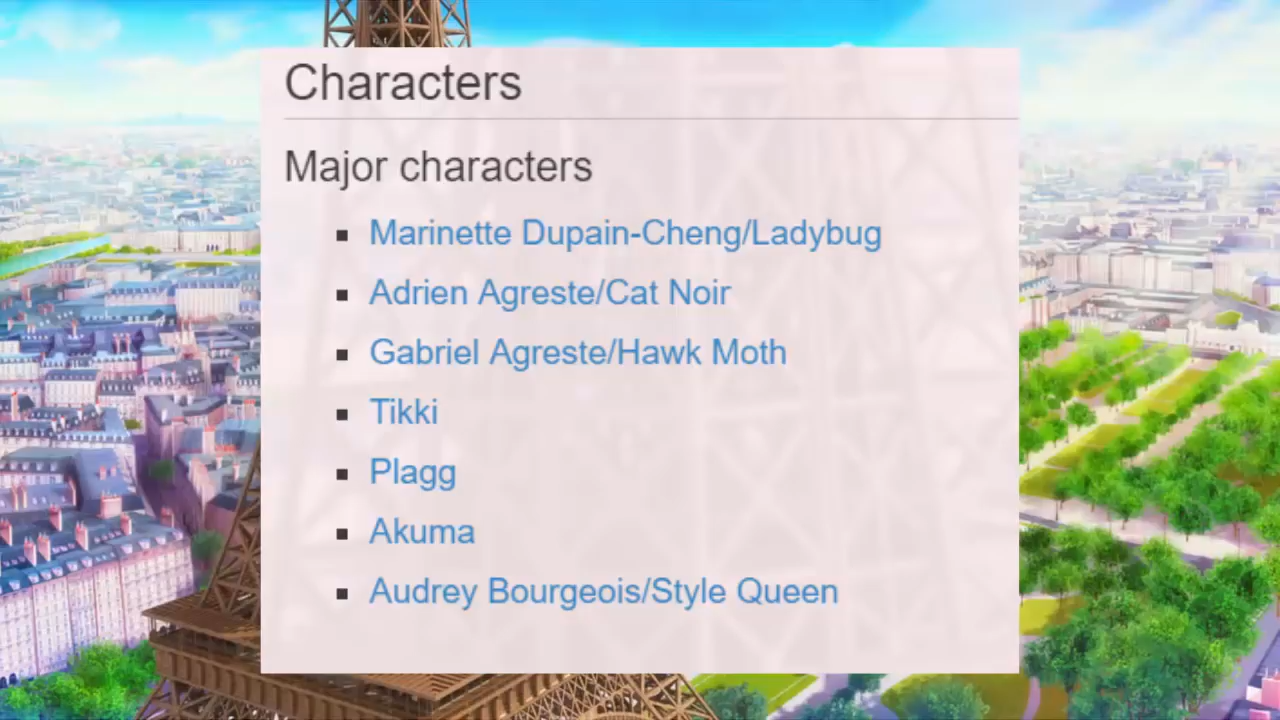 Characters
Major characters
Marinette Dupain-Cheng/Ladybug
Adrien Agreste/Cat Noir
Gabriel Agreste/Hawk Moth
Tikki
Plagg
Akuma
Audrey Bourgeois/Style Queen